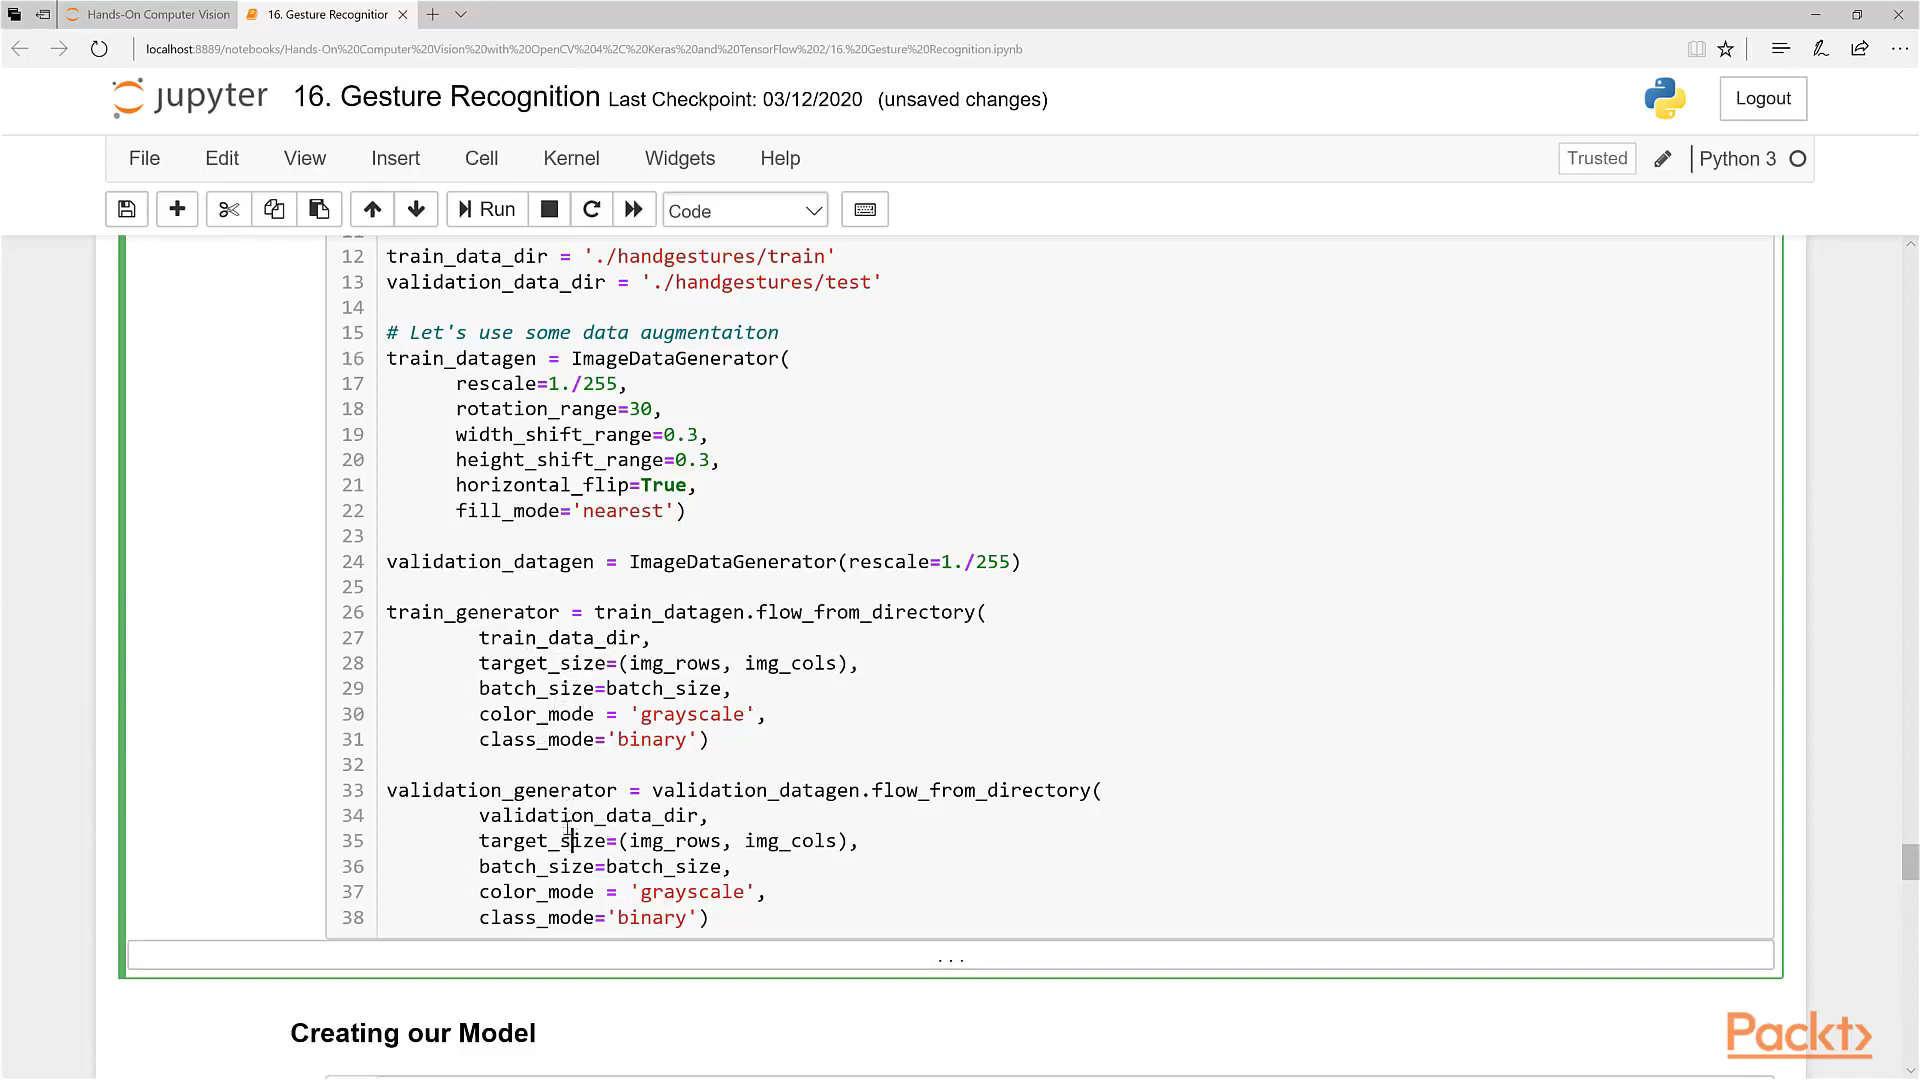 Hands-On Computer Vision
16. Gesture Recognition
localhost:8889/notebooks/Hands-On%20Computer%20Vision%20with%20OpenCV%204%2C%20Keras%20and%20TensorFlow%202/16.%20Gesture%20Recognition.ipynb
jupyter 16. Gesture Recognition Last Checkpoint: 03/12/2020 (unsaved changes)
Logout
File Edit View Insert Cell Kernel Widgets Help
Trusted Python 3
Run Code
12 train_data_dir = './handgestures/train'
13 validation_data_dir = './handgestures/test'
14
15 # Let's use some data augmentaiton
16 train_datagen = ImageDataGenerator(
17 rescale=1./255,
18 rotation_range=30,
19 width_shift_range=0.3,
20 height_shift_range=0.3,
21 horizontal_flip=True,
22 fill_mode='nearest')
23
24 validation_datagen = ImageDataGenerator(rescale=1./255)
25
26 train_generator = train_datagen.flow_from_directory(
27 train_data_dir,
28 target_size=(img_rows, img_cols),
29 batch_size=batch_size,
30 color_mode = 'grayscale',
31 class_mode='binary')
32
33 validation_generator = validation_datagen.flow_from_directory(
34 validation_data_dir,
35 target_size=(img_rows, img_cols),
36 batch_size=batch_size,
37 color_mode = 'grayscale',
38 class_mode='binary')
...
Creating our Model
Packt>